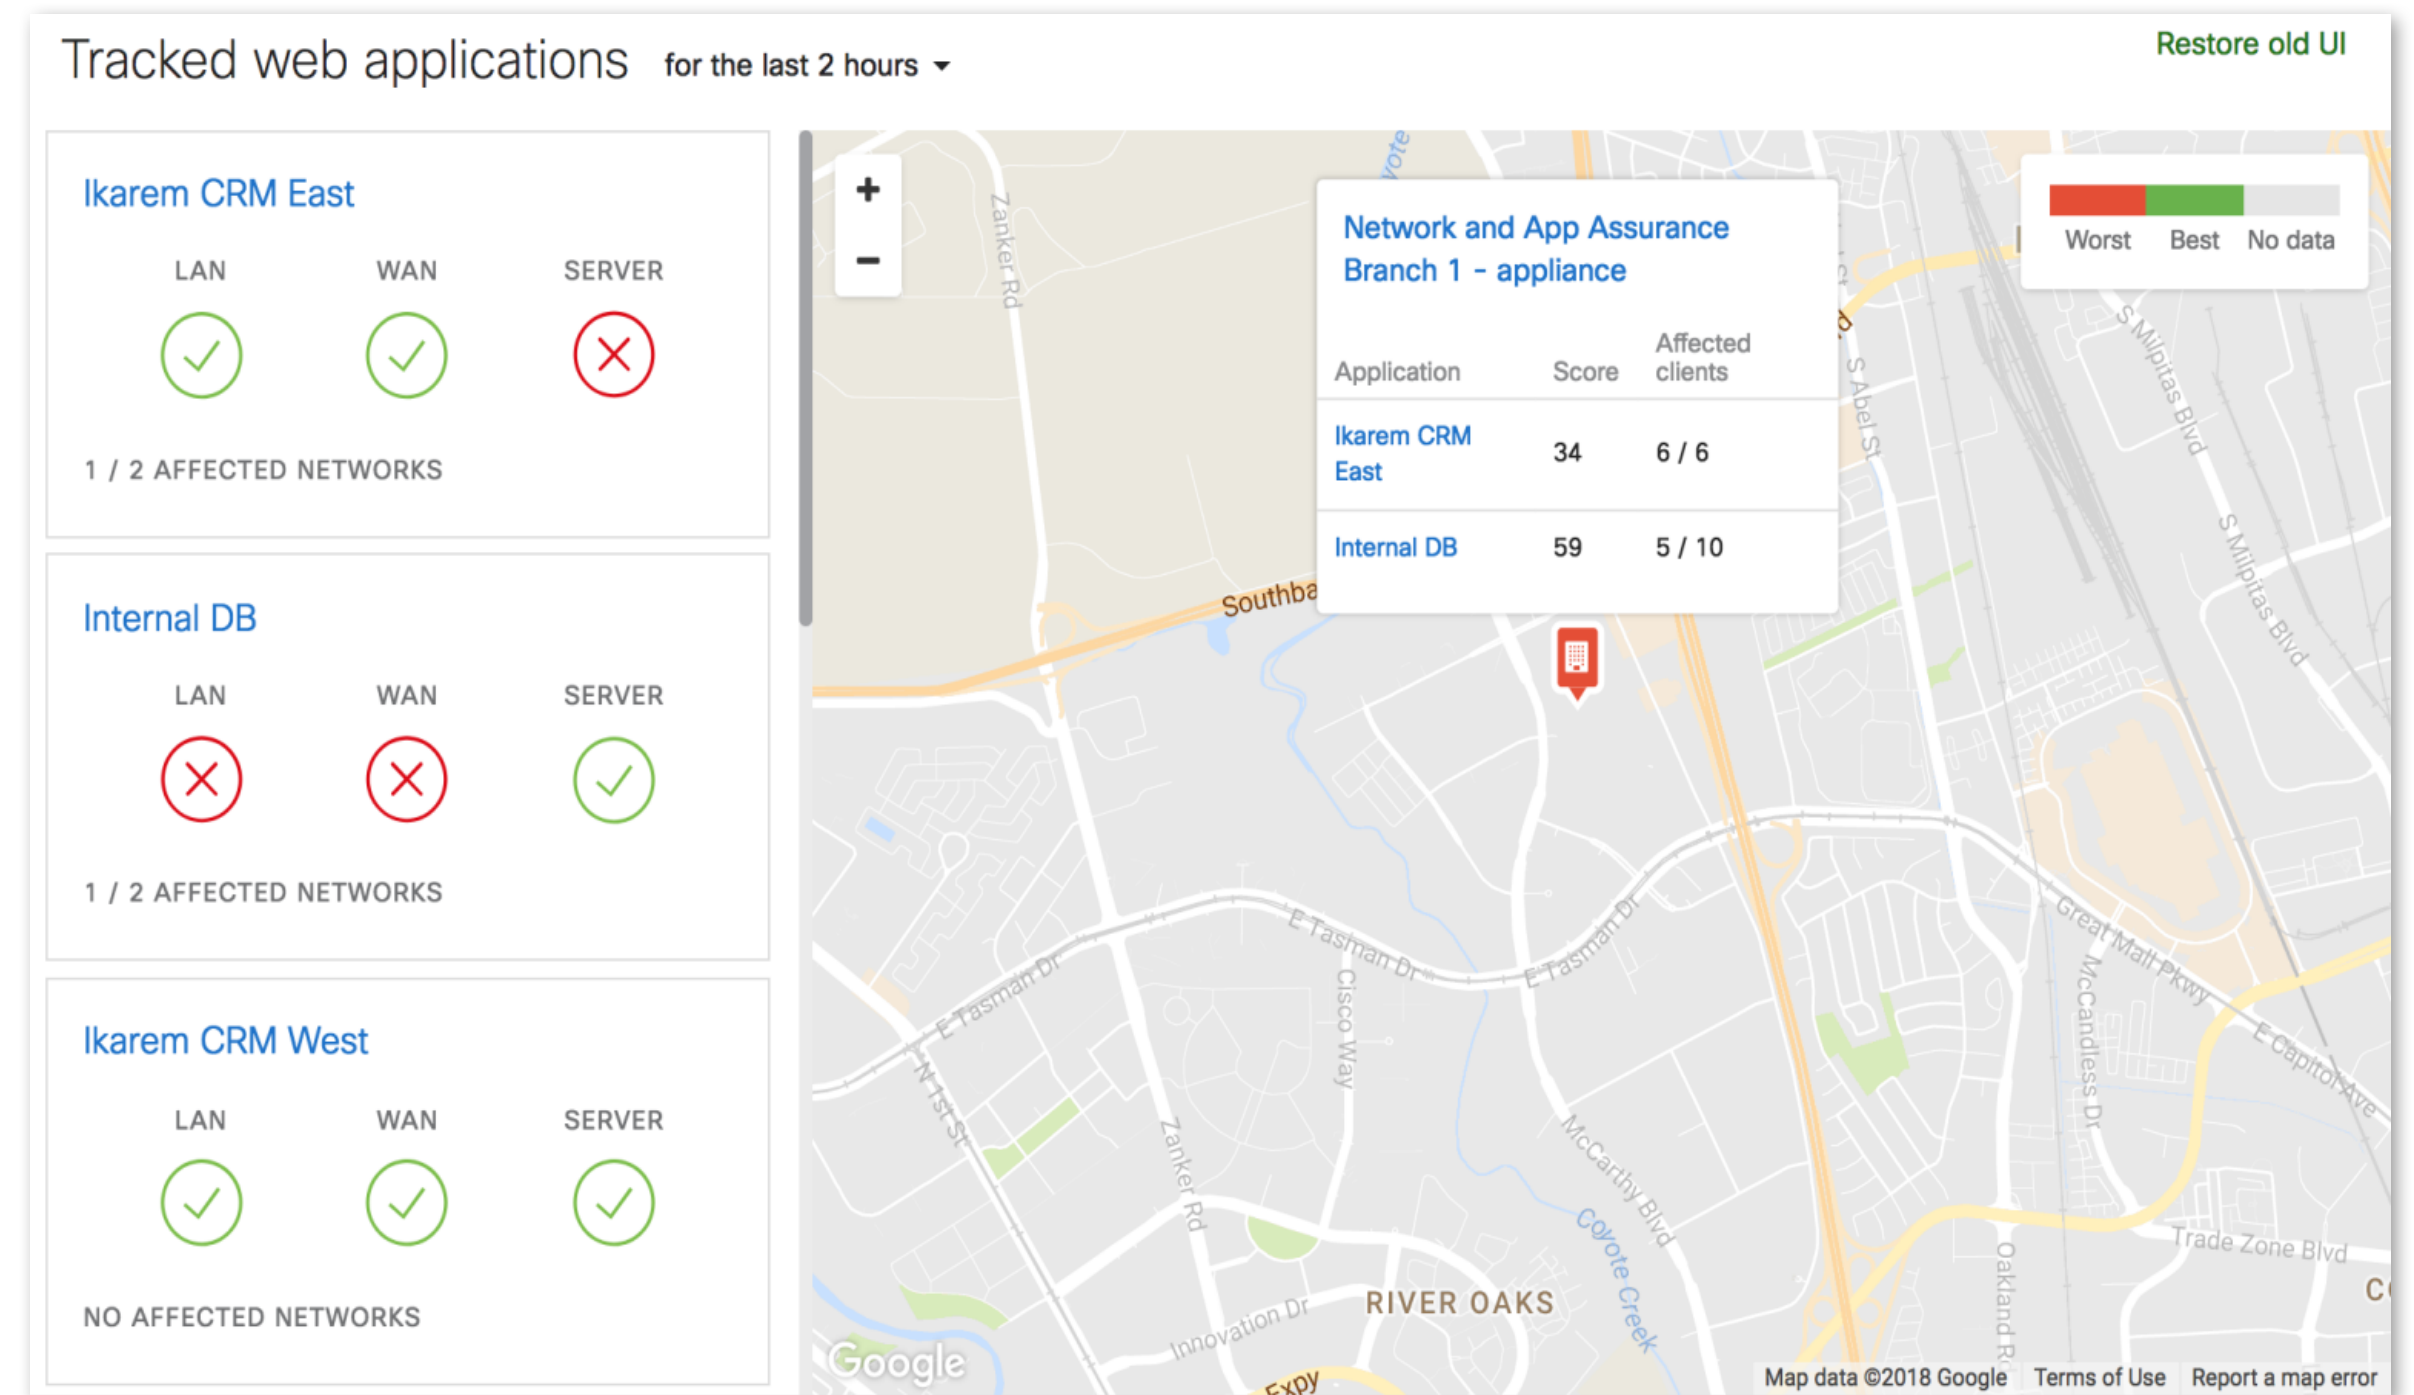 Tracked web applications for the last 2 hours
Restore old UI
Ikarem CRM East
LAN WAN SERVER
1 / 2 AFFECTED NETWORKS
Internal DB
LAN WAN SERVER
1 / 2 AFFECTED NETWORKS
Ikarem CRM West
LAN WAN SERVER
NO AFFECTED NETWORKS
+
−
Network and App Assurance
Branch 1 - appliance
Application Score Affected clients
Ikarem CRM East 34 6 / 6
Internal DB 59 5 / 10
Worst Best No data
Zanker Rd
S Abel St
S Milpitas Blvd
S Milpitas Blvd
E Tasman Dr
E Tasman Dr
E Tasman Dr
Cisco Way
N 1st St
Zanker Rd
McCarthy Blvd
Coyote Creek
Great Mall Pkwy
McCandless Dr
E Capitol Ave
Trade Zone Blvd
Innovation Dr
RIVER OAKS
Expy
Google
Map data ©2018 Google
Terms of Use
Report a map error